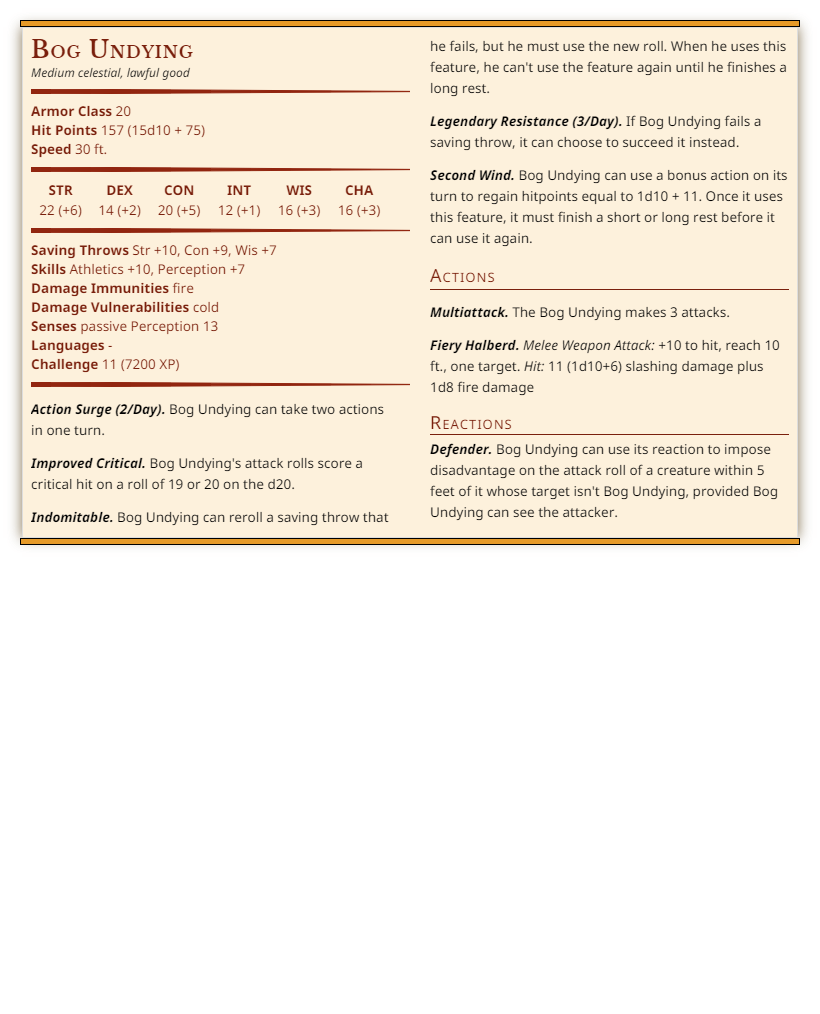 Bog Undying
Medium celestial, lawful good
Armor Class 20
Hit Points 157 (15d10 + 75)
Speed 30 ft.
STR DEX CON INT WIS CHA
22 (+6) 14 (+2) 20 (+5) 12 (+1) 16 (+3) 16 (+3)
Saving Throws Str +10, Con +9, Wis +7
Skills Athletics +10, Perception +7
Damage Immunities fire
Damage Vulnerabilities cold
Senses passive Perception 13
Languages -
Challenge 11 (7200 XP)
Action Surge (2/Day). Bog Undying can take two actions
in one turn.
Improved Critical. Bog Undying's attack rolls score a
critical hit on a roll of 19 or 20 on the d20.
Indomitable. Bog Undying can reroll a saving throw that
he fails, but he must use the new roll. When he uses this
feature, he can't use the feature again until he finishes a
long rest.
Legendary Resistance (3/Day). If Bog Undying fails a
saving throw, it can choose to succeed it instead.
Second Wind. Bog Undying can use a bonus action on its
turn to regain hitpoints equal to 1d10 + 11. Once it uses
this feature, it must finish a short or long rest before it
can use it again.
Actions
Multiattack. The Bog Undying makes 3 attacks.
Fiery Halberd. Melee Weapon Attack: +10 to hit, reach 10
ft., one target. Hit: 11 (1d10+6) slashing damage plus
1d8 fire damage
Reactions
Defender. Bog Undying can use its reaction to impose
disadvantage on the attack roll of a creature within 5
feet of it whose target isn't Bog Undying, provided Bog
Undying can see the attacker.